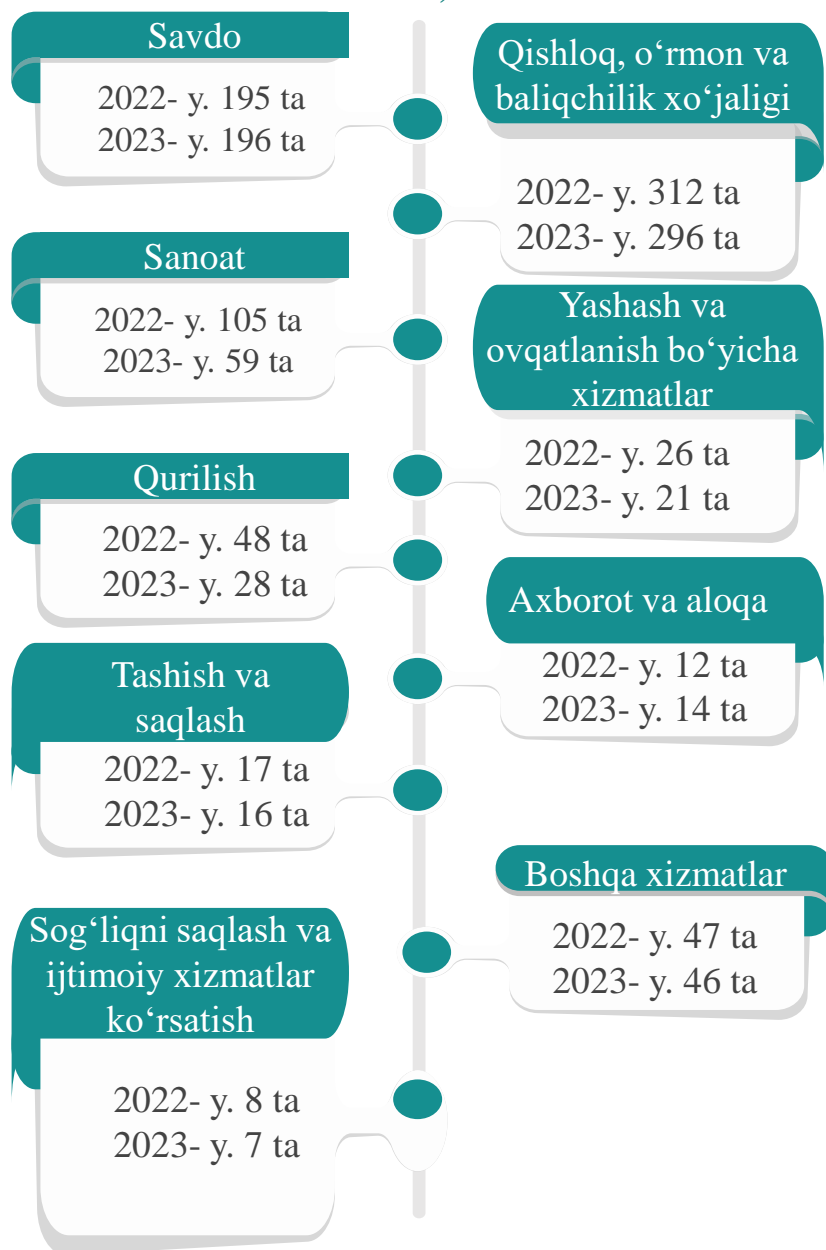 Savdo
2022- y. 195 ta
2023- y. 196 ta
Qishloq, o‘rmon va
baliqchilik xo‘jaligi
2022- y. 312 ta
2023- y. 296 ta
Sanoat
2022- y. 105 ta
2023- y. 59 ta
Yashash va
ovqatlanish bo‘yicha
xizmatlar
2022- y. 26 ta
2023- y. 21 ta
Qurilish
2022- y. 48 ta
2023- y. 28 ta
Axborot va aloqa
2022- y. 12 ta
2023- y. 14 ta
Tashish va
saqlash
2022- y. 17 ta
2023- y. 16 ta
Boshqa xizmatlar
2022- y. 47 ta
2023- y. 46 ta
Sog‘liqni saqlash va
ijtimoiy xizmatlar
ko‘rsatish
2022- y. 8 ta
2023- y. 7 ta